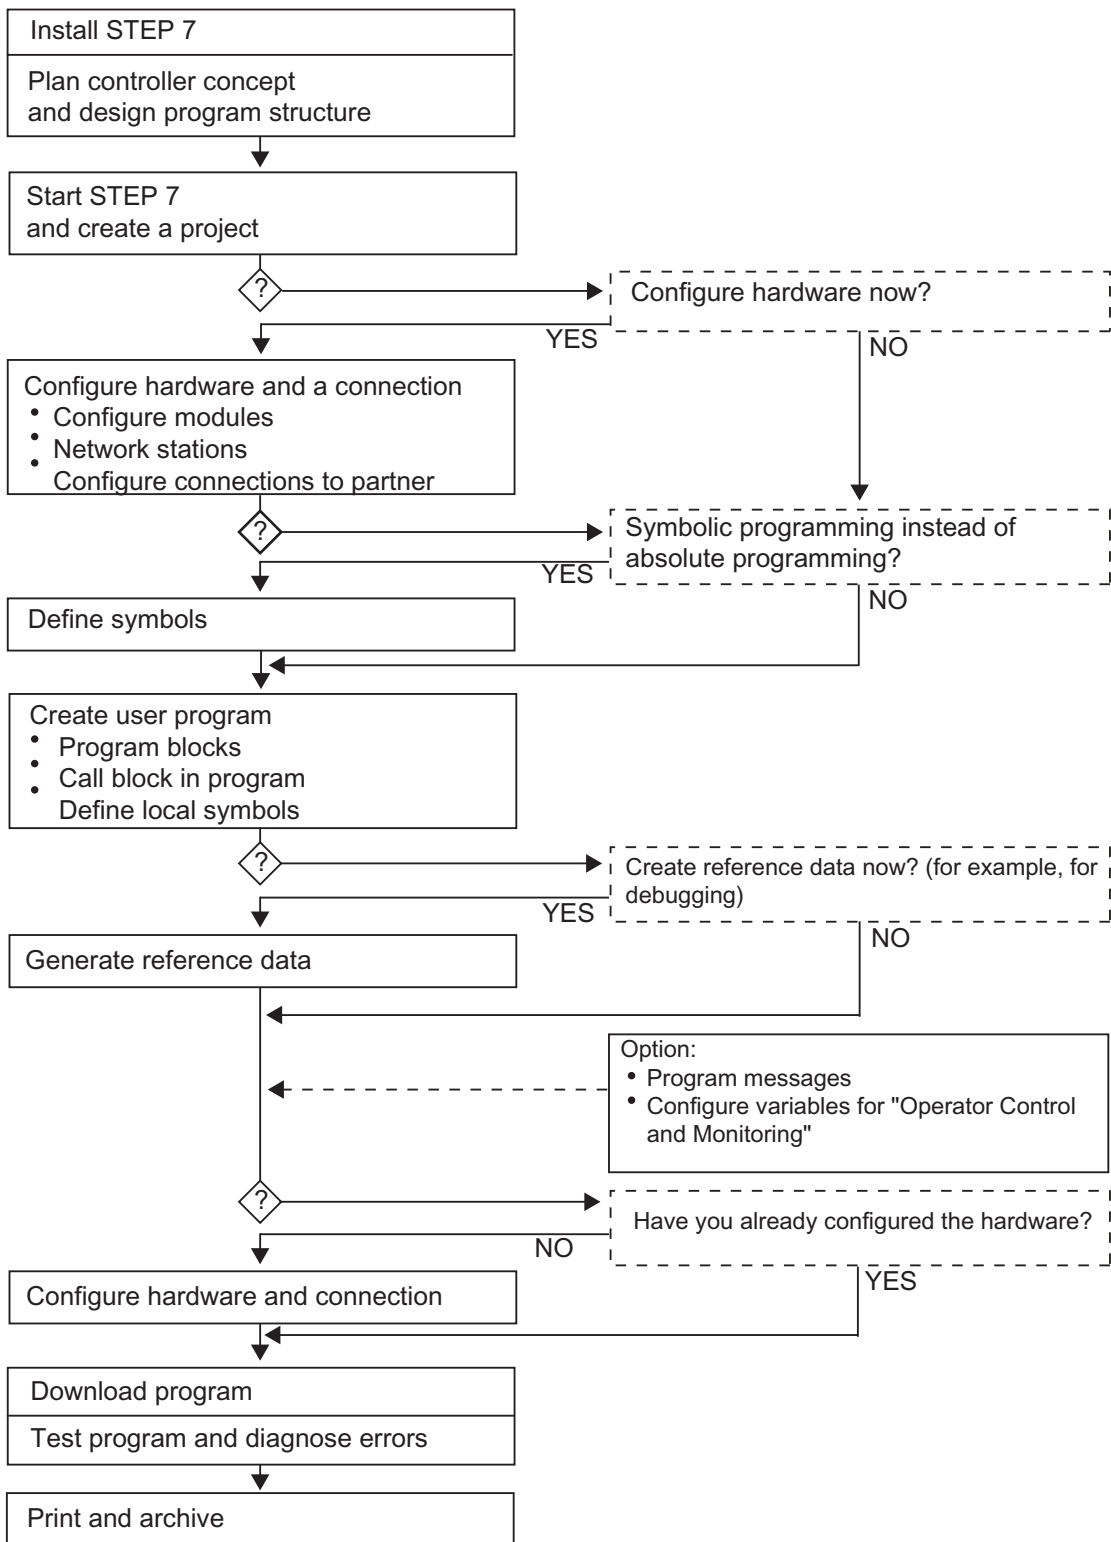 Install STEP 7
Plan controller concept
and design program structure
Start STEP 7
and create a project
?
Configure hardware now?
YES
NO
Configure hardware and a connection
• Configure modules
• Network stations
• Configure connections to partner
?
Symbolic programming instead of
absolute programming?
YES
NO
Define symbols
Create user program
• Program blocks
• Call block in program
• Define local symbols
?
Create reference data now? (for example, for
debugging)
YES
NO
Generate reference data
Option:
• Program messages
• Configure variables for "Operator Control
and Monitoring"
?
Have you already configured the hardware?
NO
YES
Configure hardware and connection
Download program
Test program and diagnose errors
Print and archive